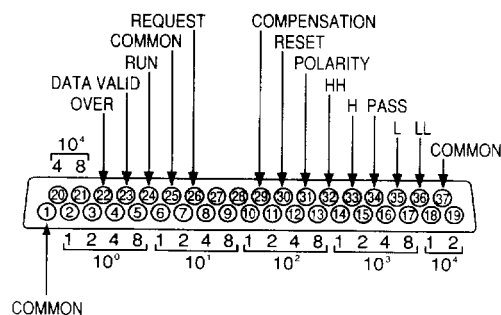 REQUEST COMPENSATION
COMMON RESET
RUN POLARITY
DATA VALID HH
OVER H PASS
10⁴ L LL
4 8 COMMON
20 21 22 23 24 25 26 27 28 29 30 31 32 33 34 35 36 37
1 2 3 4 5 6 7 8 9 10 11 12 13 14 15 16 17 18 19
1 2 4 8 1 2 4 8 1 2 4 8 1 2 4 8 1 2
10⁰ 10¹ 10² 10³ 10⁴
COMMON